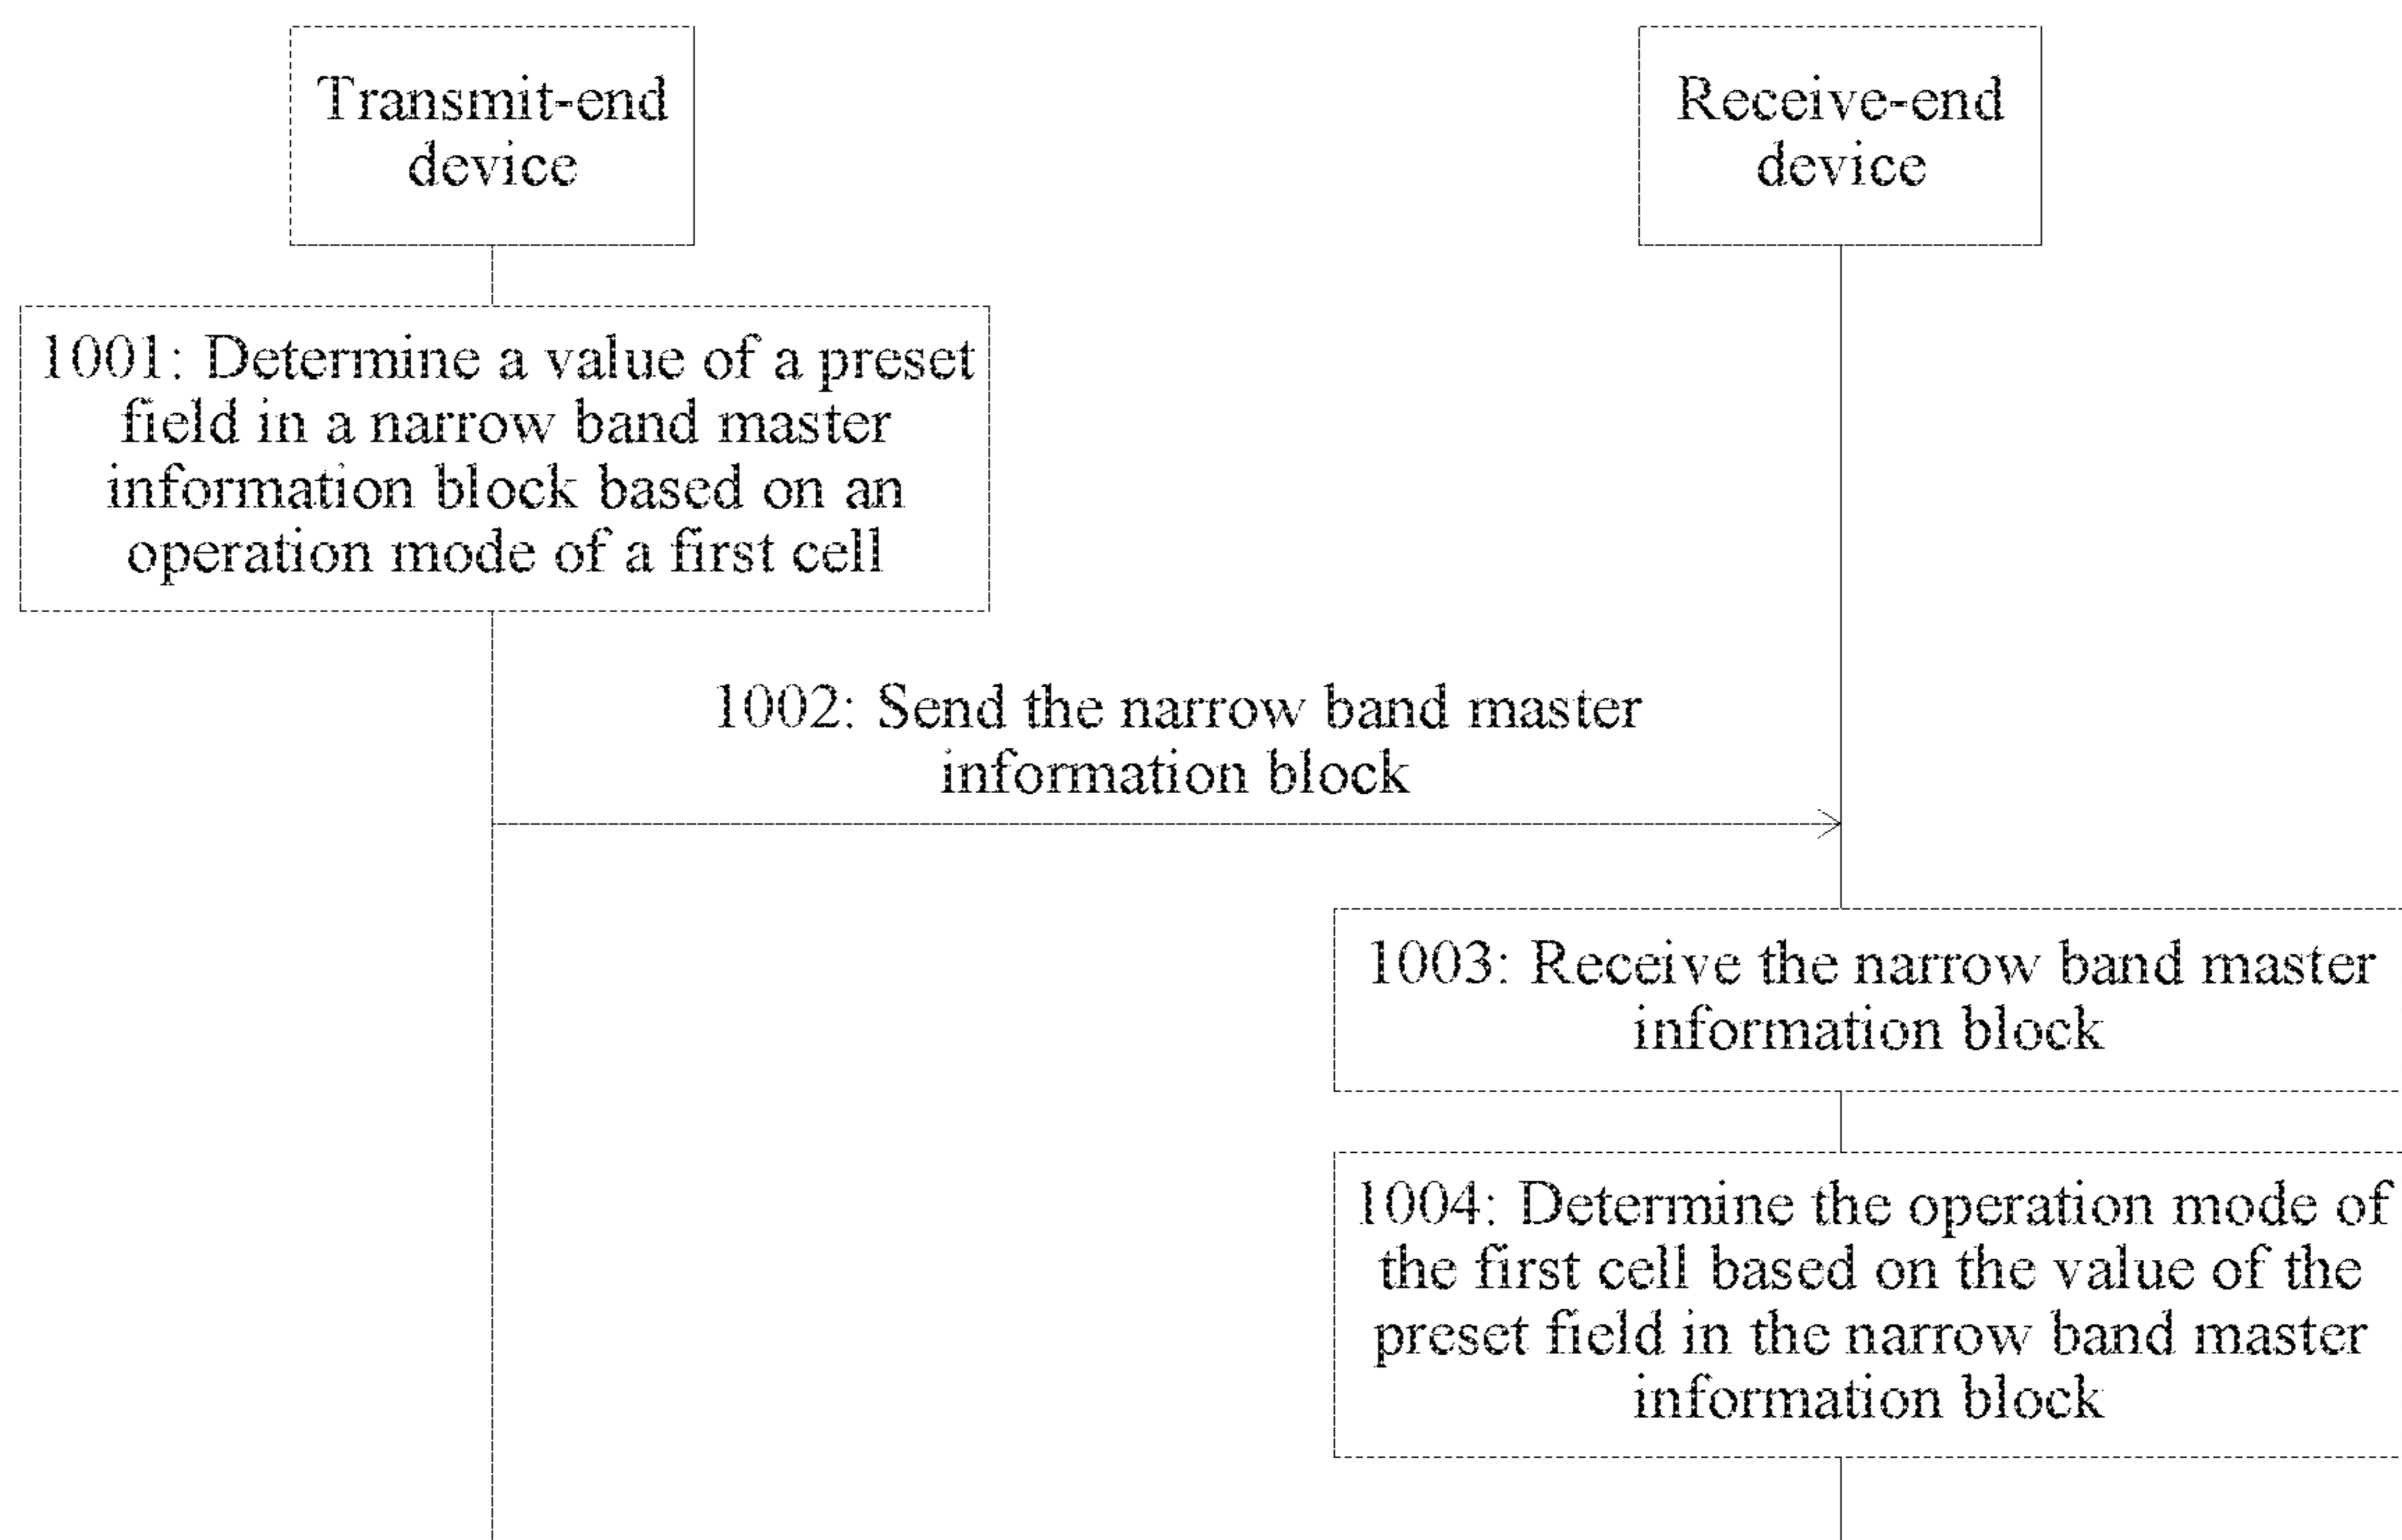 Transmit-end
device
Receive-end
device
1001: Determine a value of a preset
field in a narrow band master
information block based on an
operation mode of a first cell
1002: Send the narrow band master
information block
1003: Receive the narrow band master
information block
1004: Determine the operation mode of
the first cell based on the value of the
preset field in the narrow band master
information block